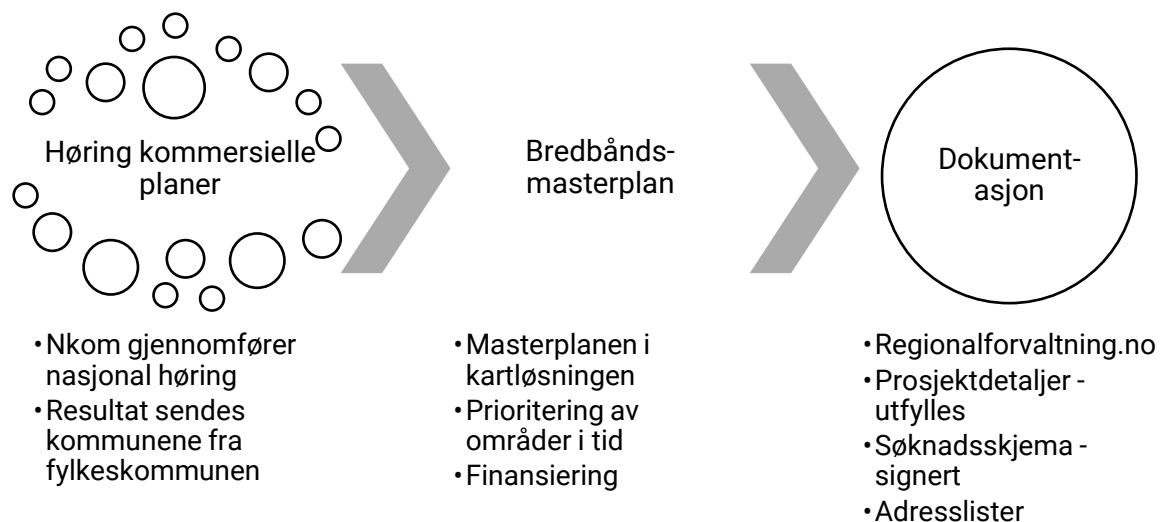 Høring kommersielle
planer
Bredbånds-
masterplan
Dokument-
asjon
•Nkom gjennomfører
nasjonal høring
•Resultat sendes
kommunene fra
fylkeskommunen
•Masterplanen i
kartløsningen
•Prioritering av
områder i tid
•Finansiering
•Regionalforvaltning.no
•Prosjektdetaljer -
utfylles
•Søknadsskjema -
signert
•Adresslister